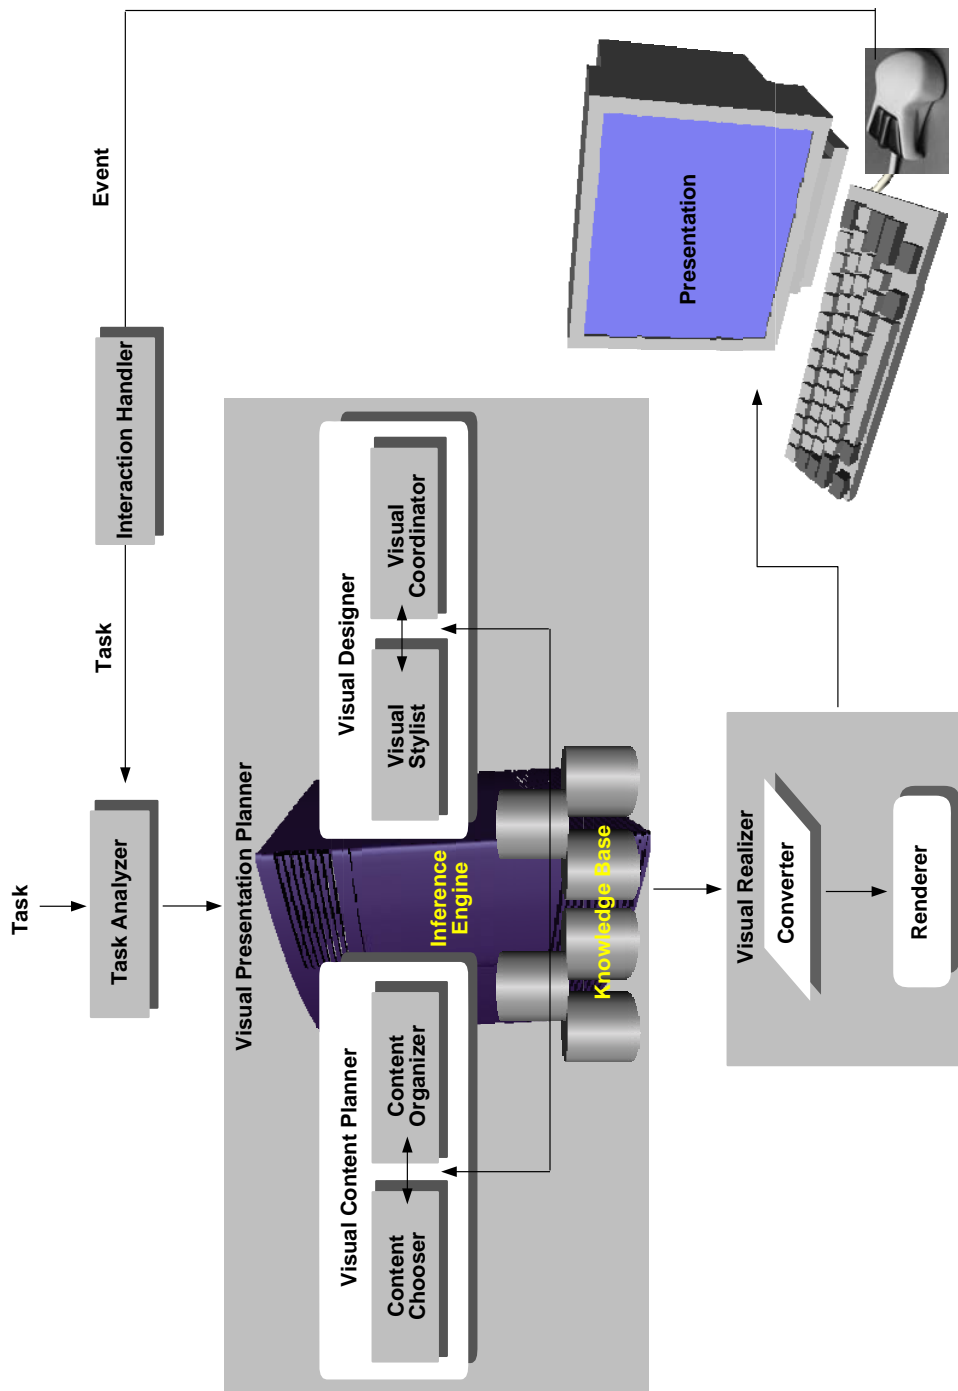 Task
Task Analyzer
Task
Interaction Handler
Event
Visual Presentation Planner
Visual Content Planner
Content
Chooser
Content
Organizer
Inference
Engine
Visual Designer
Visual
Stylist
Visual
Coordinator
Knowledge Base
Visual Realizer
Converter
Renderer
Presentation